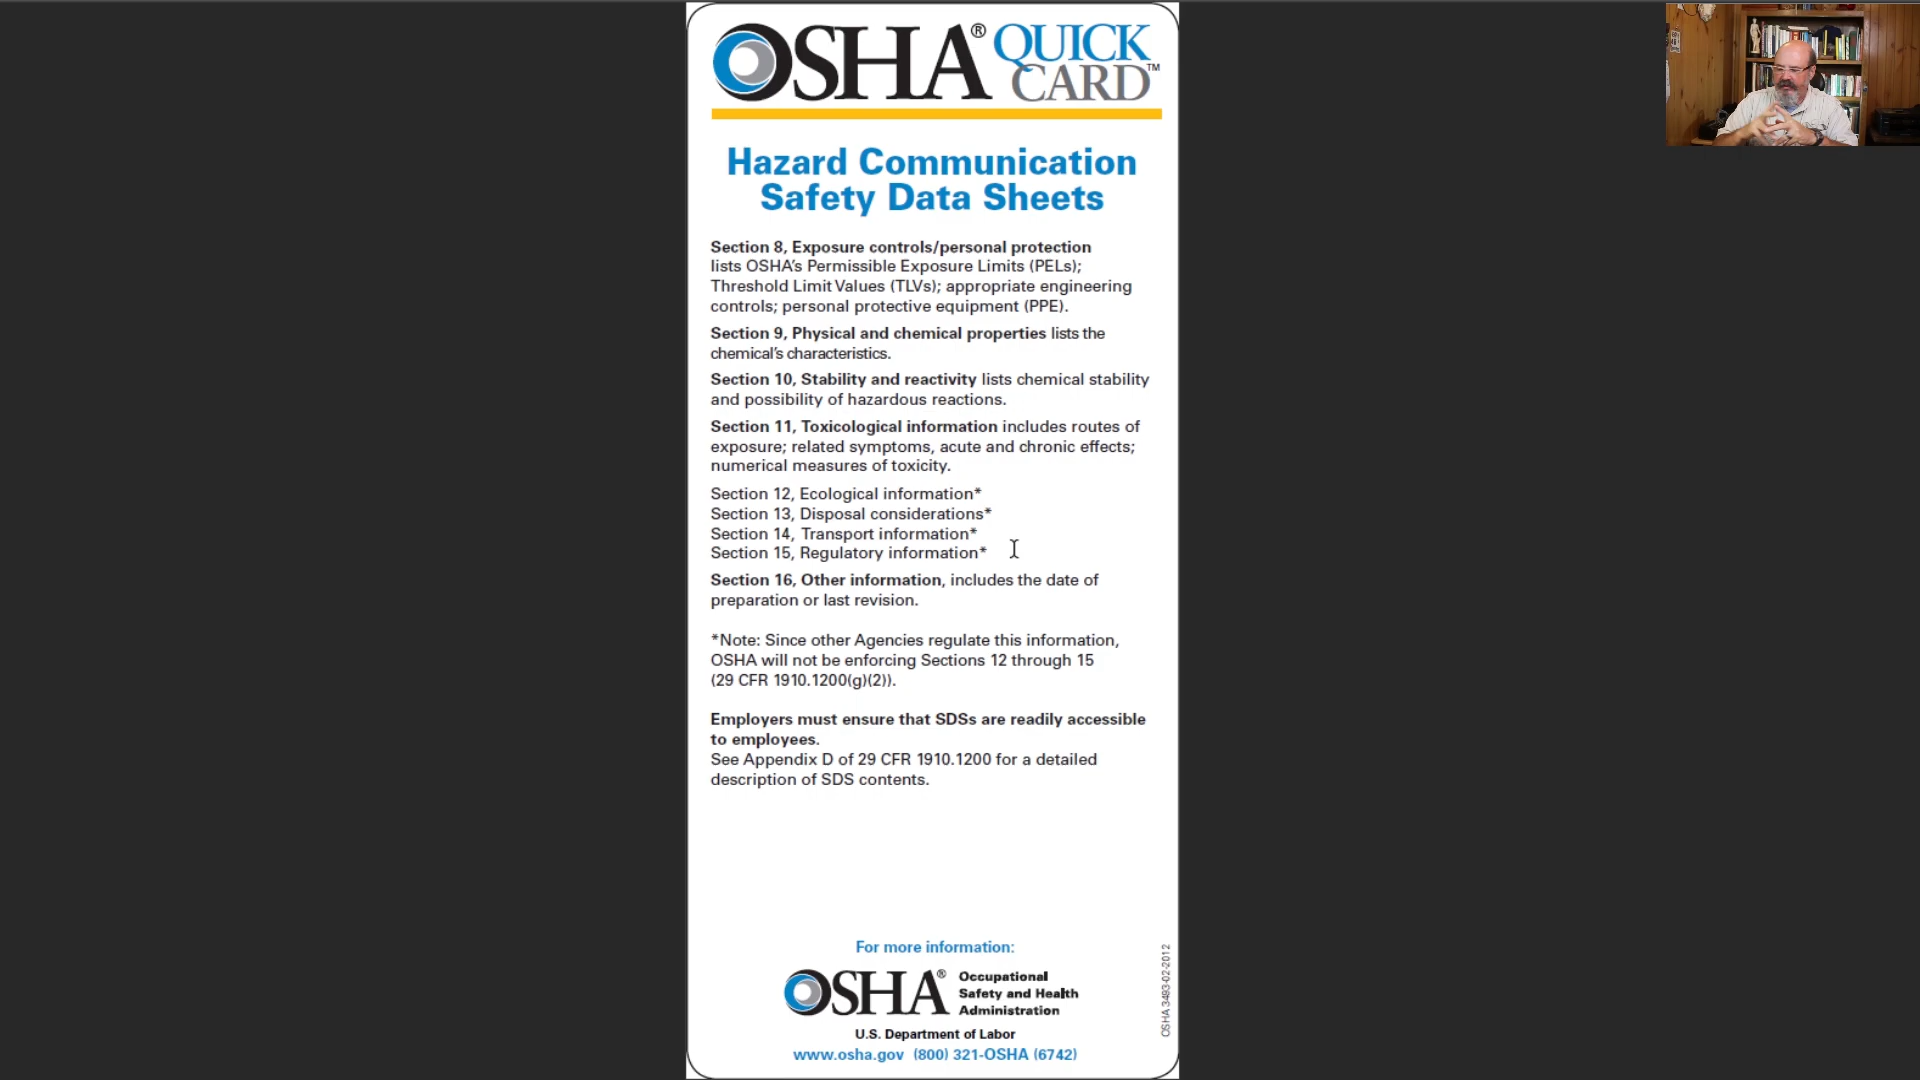 OSHA® QUICK
CARD™
Hazard Communication
Safety Data Sheets
Section 8, Exposure controls/personal protection
lists OSHA's Permissible Exposure Limits (PELs);
Threshold Limit Values (TLVs); appropriate engineering
controls; personal protective equipment (PPE).
Section 9, Physical and chemical properties lists the
chemical's characteristics.
Section 10, Stability and reactivity lists chemical stability
and possibility of hazardous reactions.
Section 11, Toxicological information includes routes of
exposure; related symptoms, acute and chronic effects;
numerical measures of toxicity.
Section 12, Ecological information*
Section 13, Disposal considerations*
Section 14, Transport information*
Section 15, Regulatory information*
Section 16, Other information, includes the date of
preparation or last revision.
*Note: Since other Agencies regulate this information,
OSHA will not be enforcing Sections 12 through 15
(29 CFR 1910.1200(g)(2)).
Employers must ensure that SDSs are readily accessible
to employees.
See Appendix D of 29 CFR 1910.1200 for a detailed
description of SDS contents.
For more information:
OSHA® Occupational
Safety and Health
Administration
U.S. Department of Labor
www.osha.gov (800) 321-OSHA (6742)
OSHA 3493-02-2012